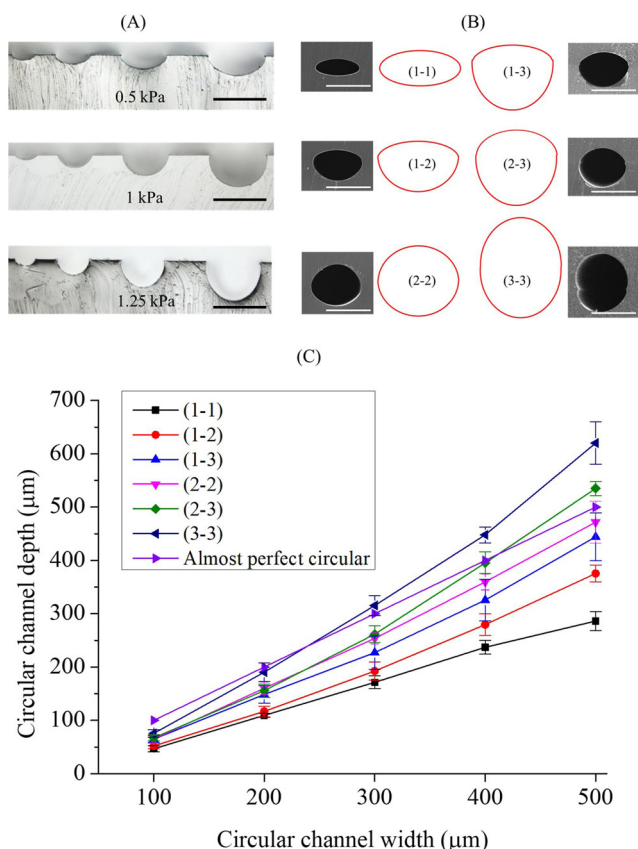 (A)
(B)
0.5 kPa
(1-1)
(1-3)
1 kPa
(1-2)
(2-3)
1.25 kPa
(2-2)
(3-3)
(C)
(1-1)
(1-2)
(1-3)
(2-2)
(2-3)
(3-3)
Almost perfect circular
Circular channel depth (μm)
700
600
500
400
300
200
100
0
100 200 300 400 500
Circular channel width (μm)